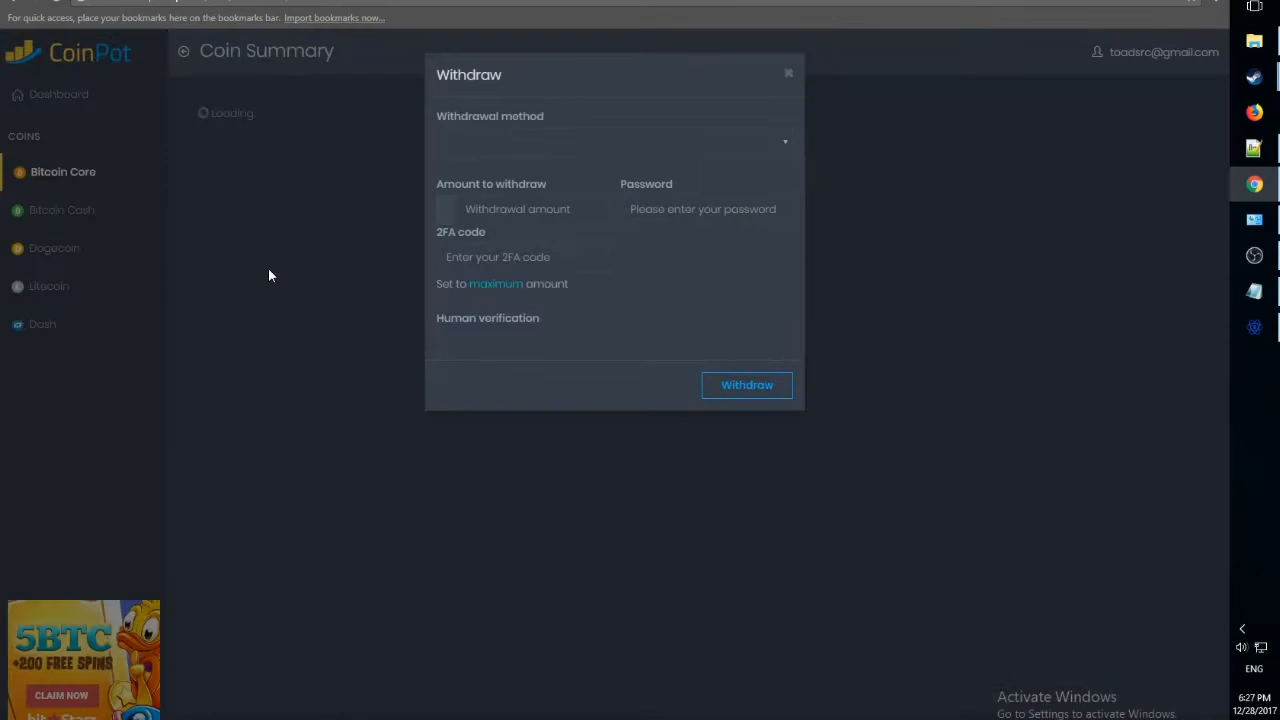 For quick access, place your bookmarks here on the bookmarks bar. Import bookmarks now...
CoinPot
Coin Summary
toadsrc@gmail.com
Dashboard
Loading.
COINS
Bitcoin Core
Bitcoin Cash
Dogecoin
Litecoin
Dash
Withdraw
Withdrawal method
Amount to withdraw
Password
Withdrawal amount
Please enter your password
2FA code
Enter your 2FA code
Set to maximum amount
Human verification
Withdraw
5BTC
+200 FREE SPINS
CLAIM NOW
Activate Windows
Go to Settings to activate Windows.
ENG
6:27 PM
12/28/2017